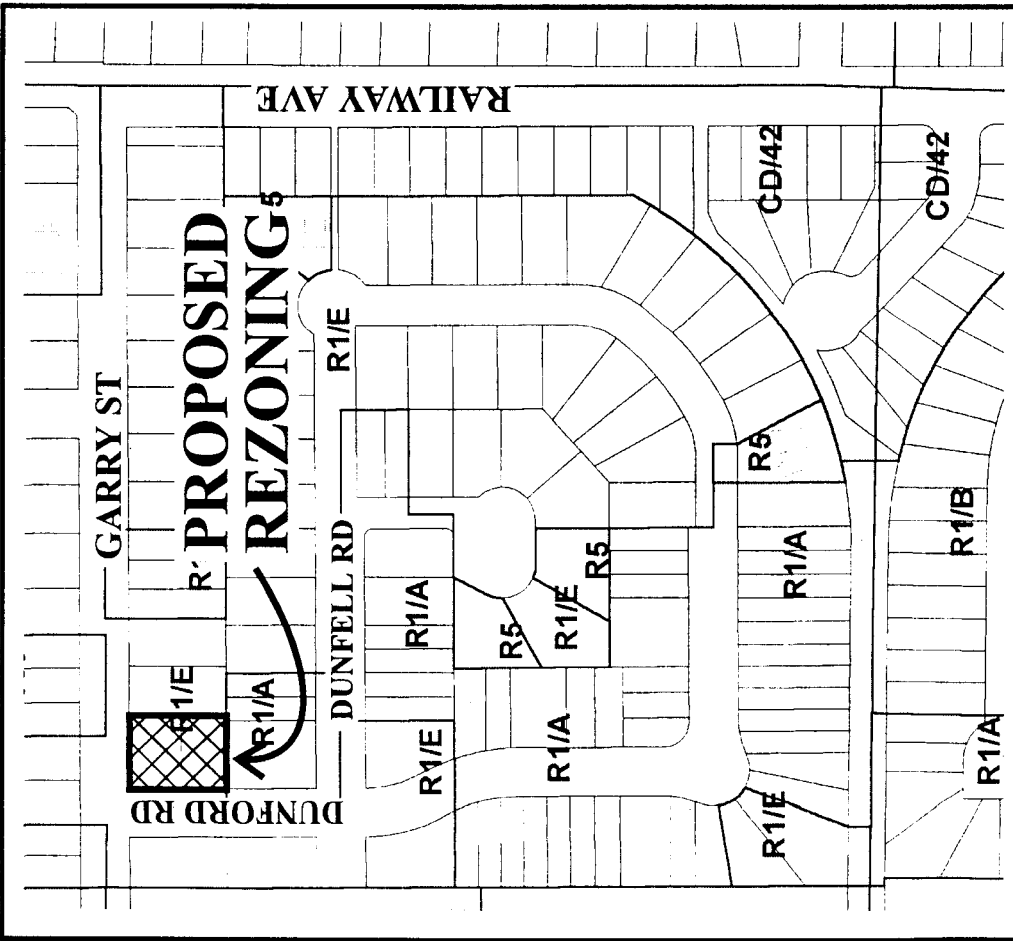 GARRY ST
RAILWAY AVE
PROPOSED
REZONING
5
R1
R1/E
R1/E
R1/A
DUNFELL RD
DUNFORD RD
R1/A
R5
R1/E
R5
R1/E
R1/A
R5
R1/A
R1/E
CD/42
CD/42
R1/B
R1/A